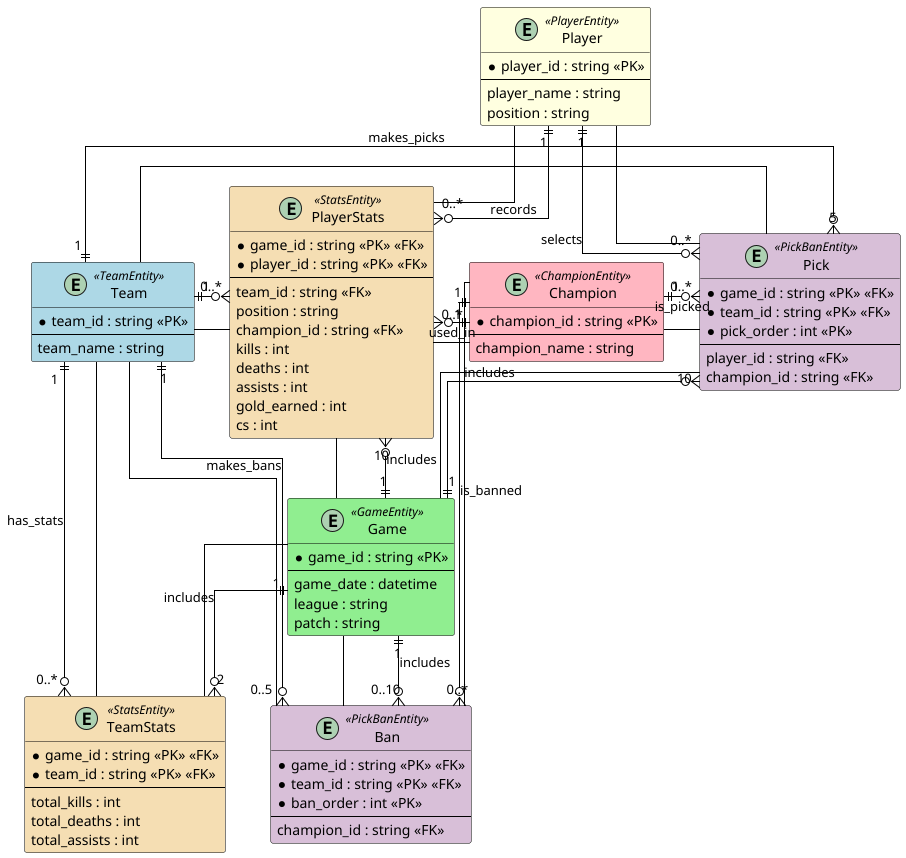 E «PlayerEntity»
Player
* player_id : string «PK»
player_name : string
position : string
1
1
makes_picks
0..*
records
selects
0..*
5
1
E «StatsEntity»
PlayerStats
* game_id : string «PK» «FK»
* player_id : string «PK» «FK»
team_id : string «FK»
position : string
champion_id : string «FK»
kills : int
deaths : int
assists : int
gold_earned : int
cs : int
E «PickBanEntity»
Pick
* game_id : string «PK» «FK»
* team_id : string «PK» «FK»
* pick_order : int «PK»
player_id : string «FK»
champion_id : string «FK»
E «TeamEntity»
Team
* team_id : string «PK»
team_name : string
1
0..*
E «ChampionEntity»
Champion
* champion_id : string «PK»
champion_name : string
1
0..*
is_picked
1
0..*
used_in
1
includes
10
1
1
makes_bans
10
includes
1
1
is_banned
has_stats
E «GameEntity»
Game
* game_id : string «PK»
game_date : datetime
league : string
patch : string
1
includes
1
includes
0..*
2
0..5
0..10
0..*
E «StatsEntity»
TeamStats
* game_id : string «PK» «FK»
* team_id : string «PK» «FK»
total_kills : int
total_deaths : int
total_assists : int
E «PickBanEntity»
Ban
* game_id : string «PK» «FK»
* team_id : string «PK» «FK»
* ban_order : int «PK»
champion_id : string «FK»